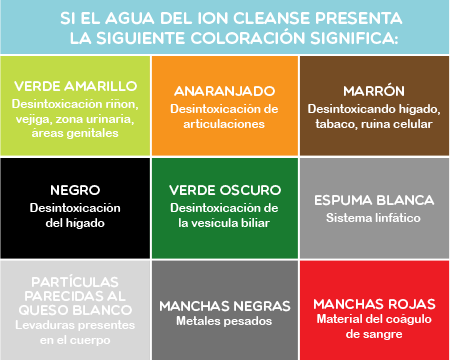 SI EL AGUA DEL ION CLEANSE PRESENTA
LA SIGUIENTE COLORACIÓN SIGNIFICA:
VERDE AMARILLO
Desintoxicación riñon,
vejiga, zona urinaria,
áreas genitales
ANARANJADO
Desintoxicación de
articulaciones
MARRÓN
Desintoxicando hígado,
tabaco, ruina celular
NEGRO
Desintoxicación
del hígado
VERDE OSCURO
Desintoxicación de
la vesícula biliar
ESPUMA BLANCA
Sistema linfático
PARTÍCULAS
PARECIDAS AL
QUESO BLANCO
Levaduras presentes
en el cuerpo
MANCHAS NEGRAS
Metales pesados
MANCHAS ROJAS
Material del coágulo
de sangre